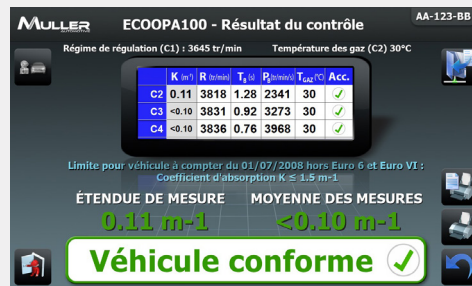 MULLER AUTOMOTIVE
ECOOPA100 - Résultat du contrôle
AA-123-BB
Régime de régulation (C1) : 3645 tr/min Température des gaz (C2) 30°C
K (m⁻¹) R (tr/min) T_B (s) P_B(tr/min/s) T_GAZ (°C) Acc.
C2 0.11 3818 1.28 2341 30 ✓
C3 <0.10 3831 0.92 3273 30 ✓
C4 <0.10 3836 0.76 3968 30 ✓
Limite pour véhicule à compter du 01/07/2008 hors Euro 6 et Euro VI :
Coefficient d'absorption K ≤ 1.5 m-1
ÉTENDUE DE MESURE MOYENNE DES MESURES
0.11 m-1 <0.10 m-1
Véhicule conforme ✓